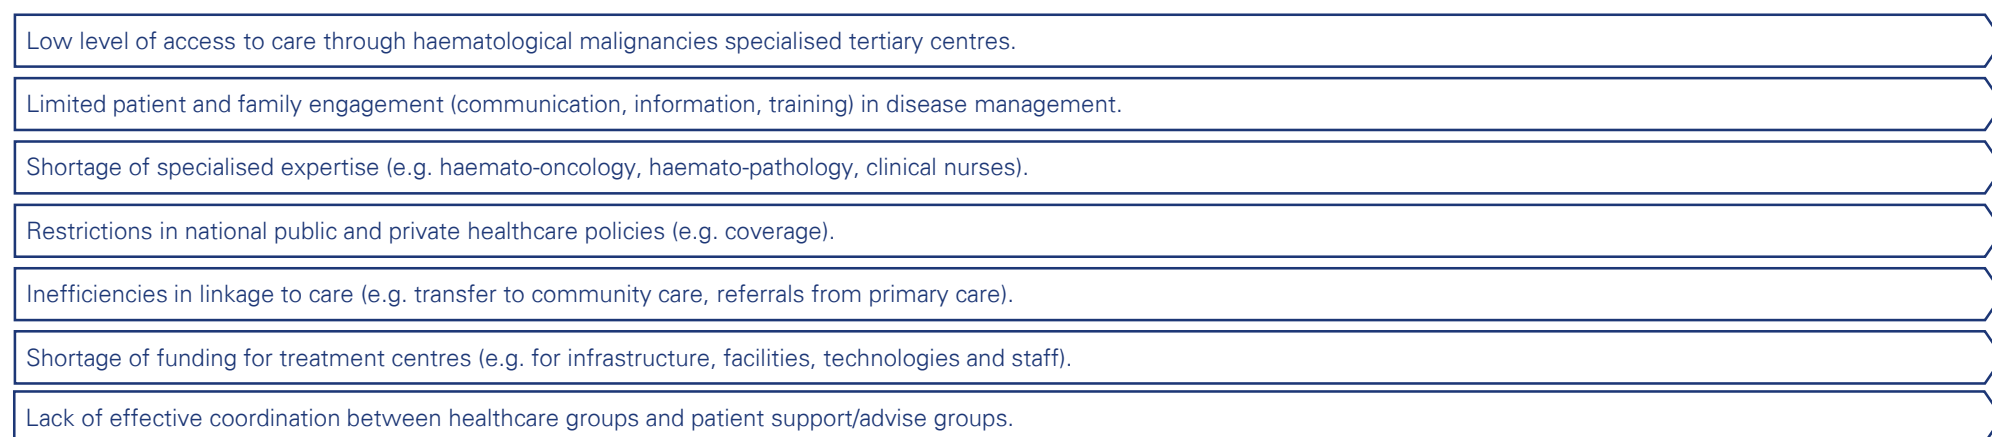 Low level of access to care through haematological malignancies specialised tertiary centres.
Limited patient and family engagement (communication, information, training) in disease management.
Shortage of specialised expertise (e.g. haemato-oncology, haemato-pathology, clinical nurses).
Restrictions in national public and private healthcare policies (e.g. coverage).
Inefficiencies in linkage to care (e.g. transfer to community care, referrals from primary care).
Shortage of funding for treatment centres (e.g. for infrastructure, facilities, technologies and staff).
Lack of effective coordination between healthcare groups and patient support/advise groups.